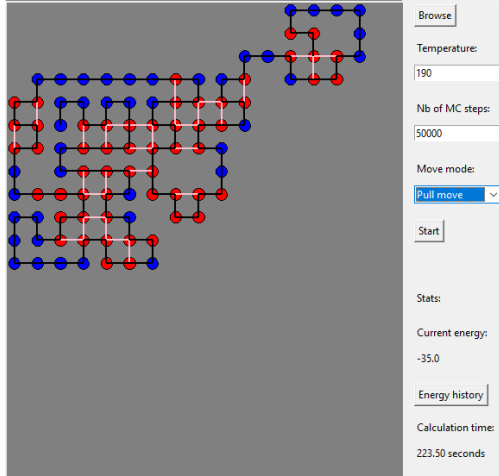 Browse
Temperature:
190
Nb of MC steps:
50000
Move mode:
Pull move
Start
Stats:
Current energy:
-35.0
Energy history
Calculation time:
223.50 seconds